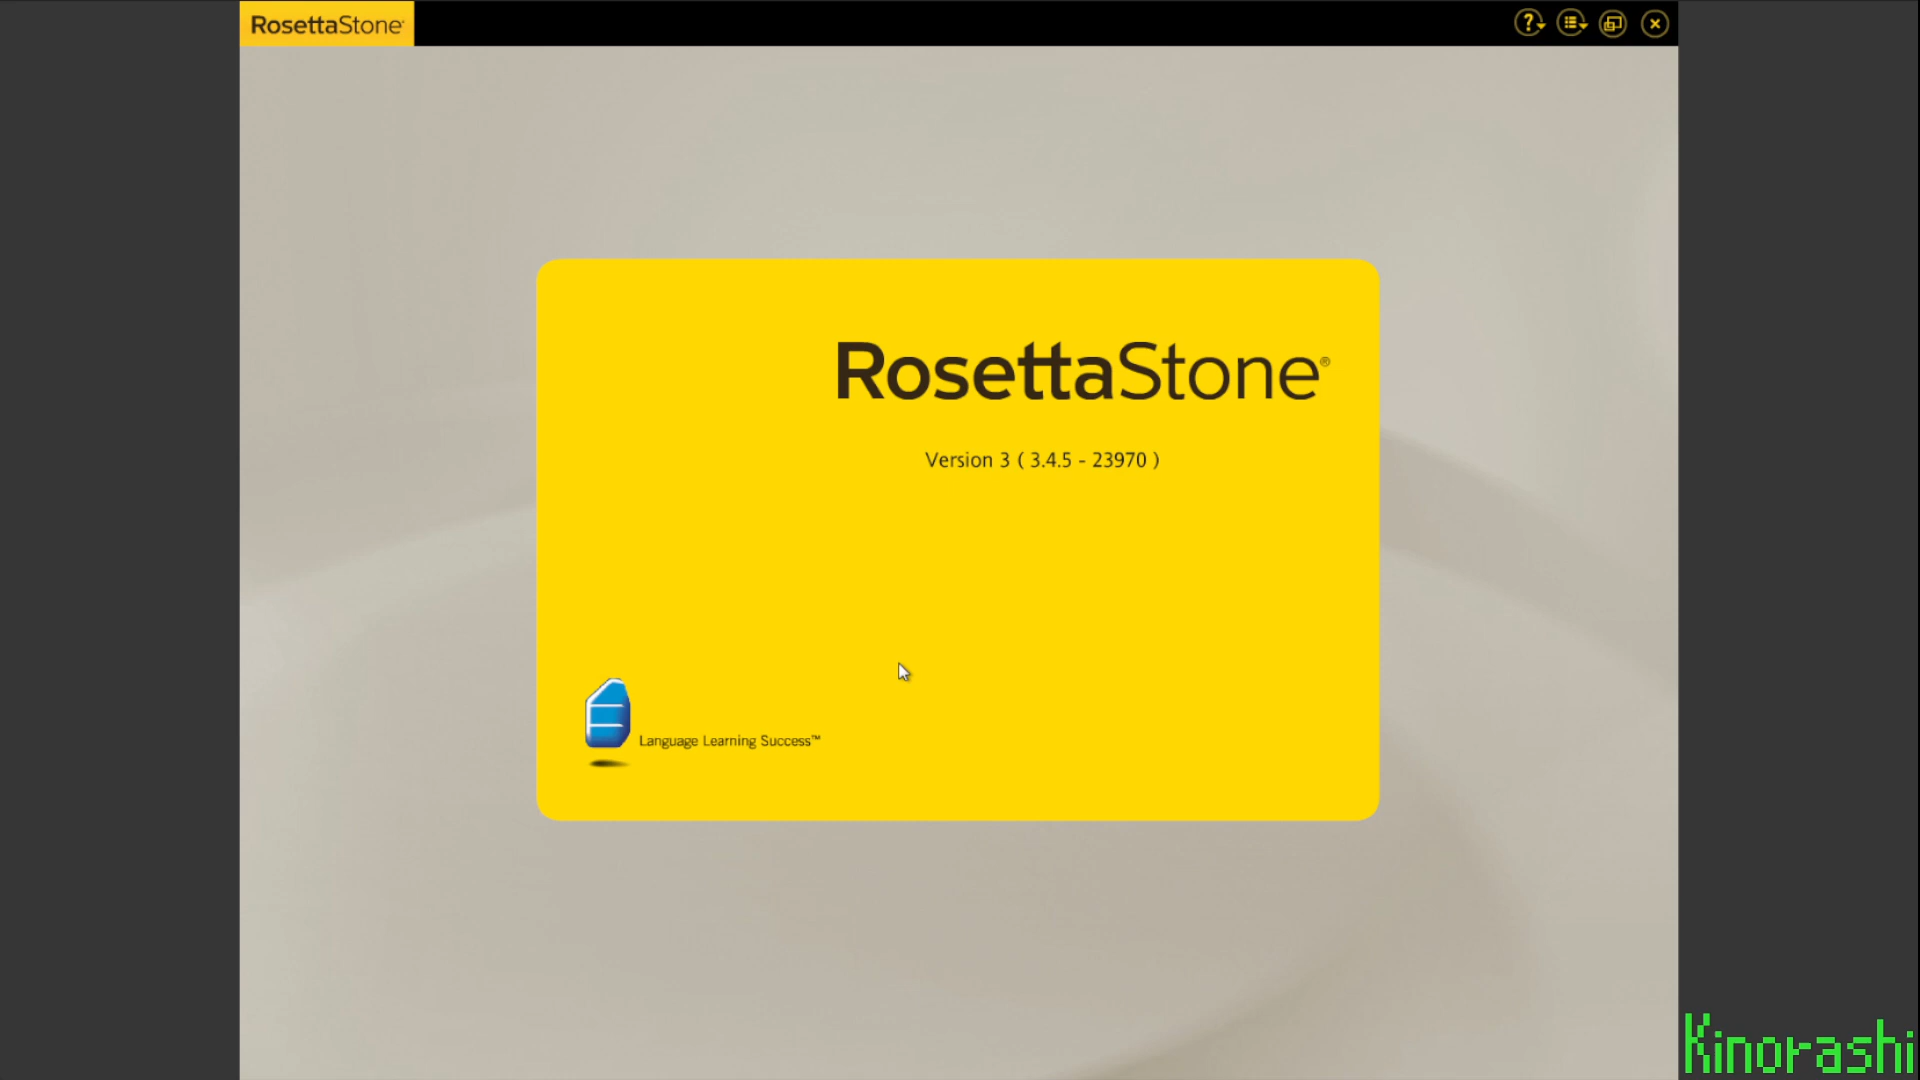 RosettaStone
RosettaStone®
Version 3 ( 3.4.5 - 23970 )
Language Learning Success™
Kinorashi